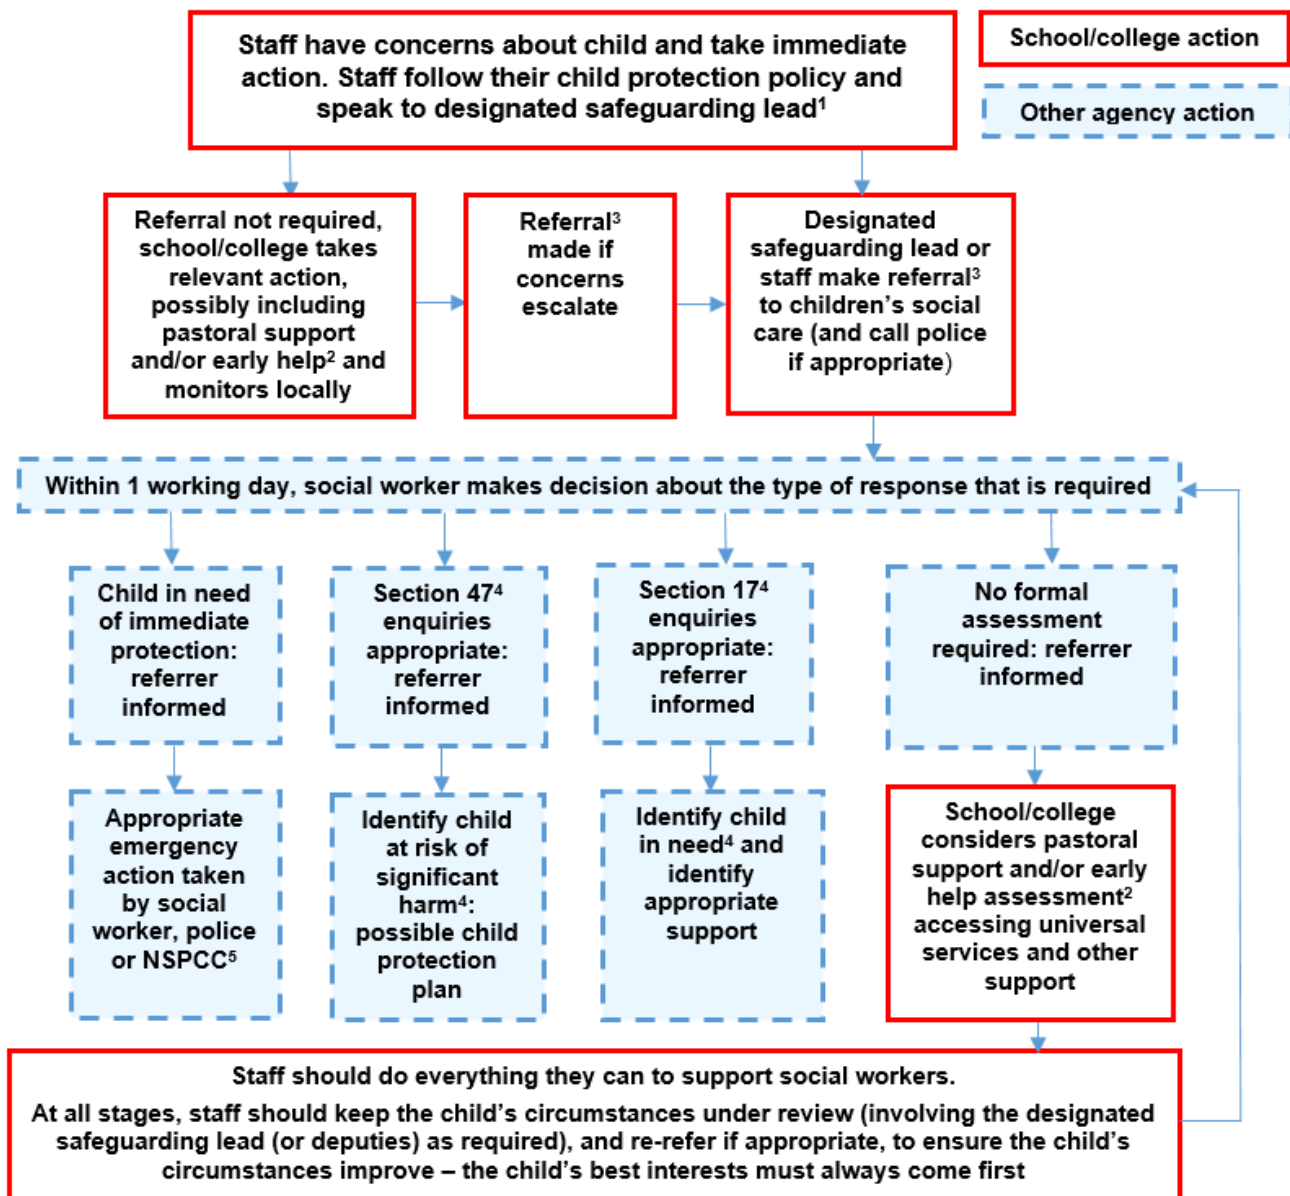 Staff have concerns about child and take immediate
action. Staff follow their child protection policy and
speak to designated safeguarding lead¹
School/college action
Other agency action
Referral not required,
school/college takes
relevant action,
possibly including
pastoral support
and/or early help² and
monitors locally
Referral³
made if
concerns
escalate
Designated
safeguarding lead or
staff make referral³
to children’s social
care (and call police
if appropriate)
Within 1 working day, social worker makes decision about the type of response that is required
Child in need
of immediate
protection:
referrer
informed
Section 47⁴
enquiries
appropriate:
referrer
informed
Section 17⁴
enquiries
appropriate:
referrer
informed
No formal
assessment
required: referrer
informed
Appropriate
emergency
action taken
by social
worker, police
or NSPCC⁵
Identify child
at risk of
significant
harm⁴:
possible child
protection
plan
Identify child
in need⁴ and
identify
appropriate
support
School/college
considers pastoral
support and/or early
help assessment²
accessing universal
services and other
support
Staff should do everything they can to support social workers.
At all stages, staff should keep the child’s circumstances under review (involving the designated
safeguarding lead (or deputies) as required), and re-refer if appropriate, to ensure the child’s
circumstances improve – the child’s best interests must always come first